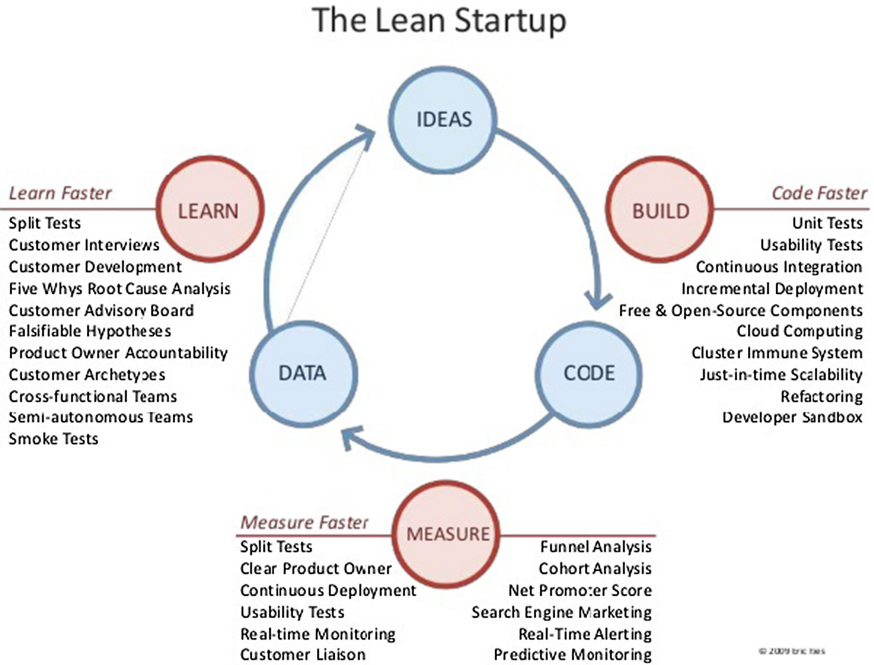 The Lean Startup
IDEAS
Learn Faster
LEARN
Split Tests
Customer Interviews
Customer Development
Five Whys Root Cause Analysis
Customer Advisory Board
Falsifiable Hypotheses
Product Owner Accountability
Customer Archetypes
Cross-functional Teams
Semi-autonomous Teams
Smoke Tests
BUILD
Code Faster
Unit Tests
Usability Tests
Continuous Integration
Incremental Deployment
Free & Open-Source Components
Cloud Computing
Cluster Immune System
Just-in-time Scalability
Refactoring
Developer Sandbox
DATA
CODE
Measure Faster
MEASURE
Split Tests
Clear Product Owner
Continuous Deployment
Usability Tests
Real-time Monitoring
Customer Liaison
Funnel Analysis
Cohort Analysis
Net Promoter Score
Search Engine Marketing
Real-Time Alerting
Predictive Monitoring
© 2009 Eric Ries